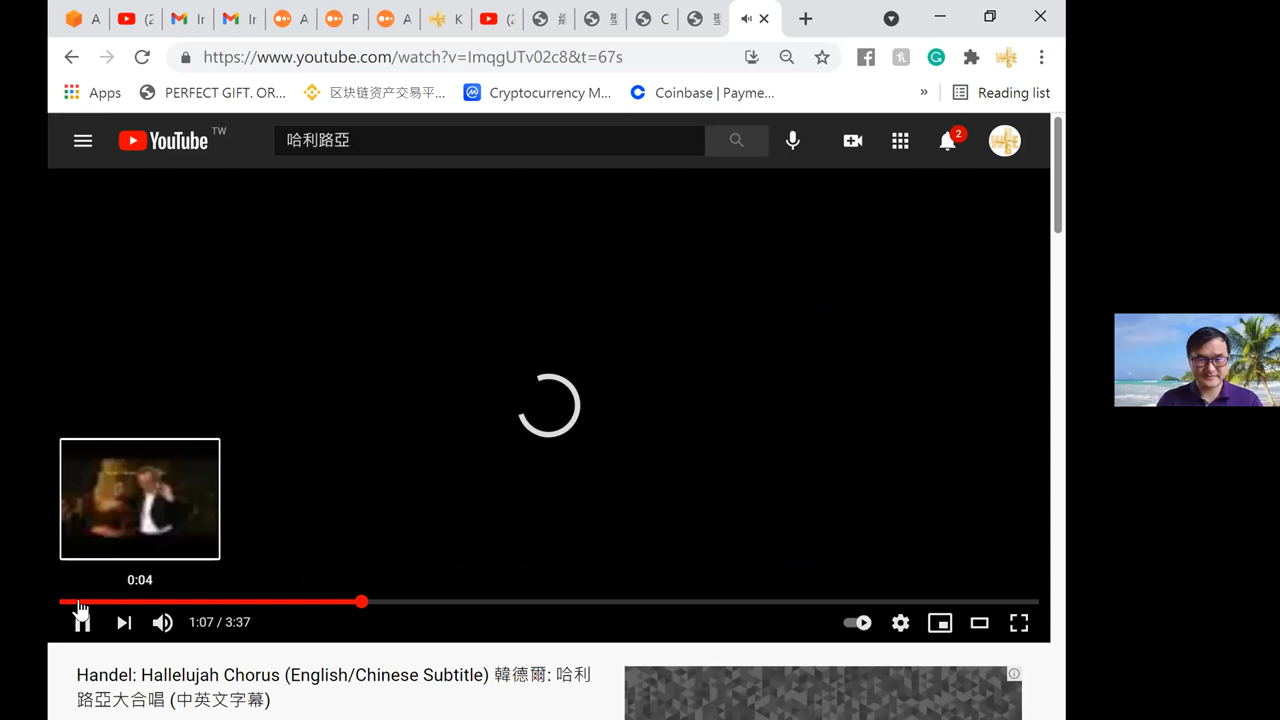 A
(2
Ir
Ir
A
P
A
K
(2
C
https://www.youtube.com/watch?v=ImqgUTv02c8&t=67s
Apps
PERFECT GIFT. OR...
区块链资产交易平...
Cryptocurrency M...
Coinbase | Payme...
»
Reading list
YouTube TW
哈利路亞
2
0:04
1:07 / 3:37
Handel: Hallelujah Chorus (English/Chinese Subtitle) 韓德爾: 哈利
路亞大合唱 (中英文字幕)